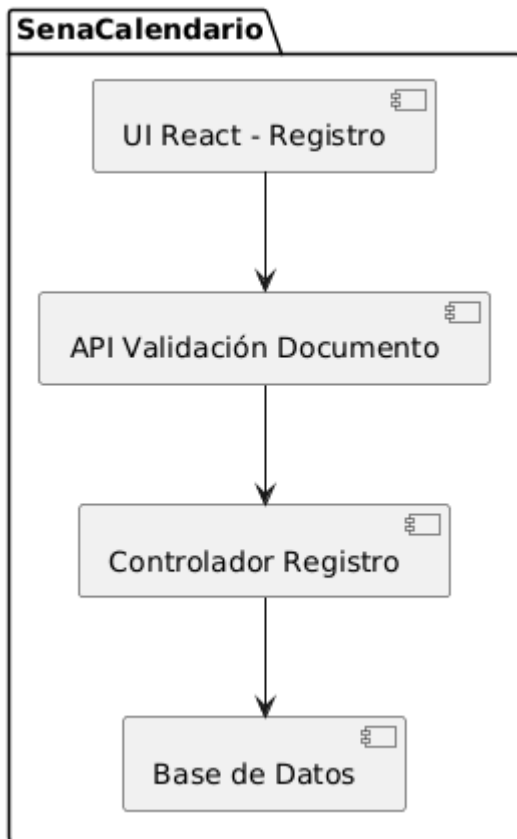 SenaCalendario
UI React - Registro
API Validación Documento
Controlador Registro
Base de Datos